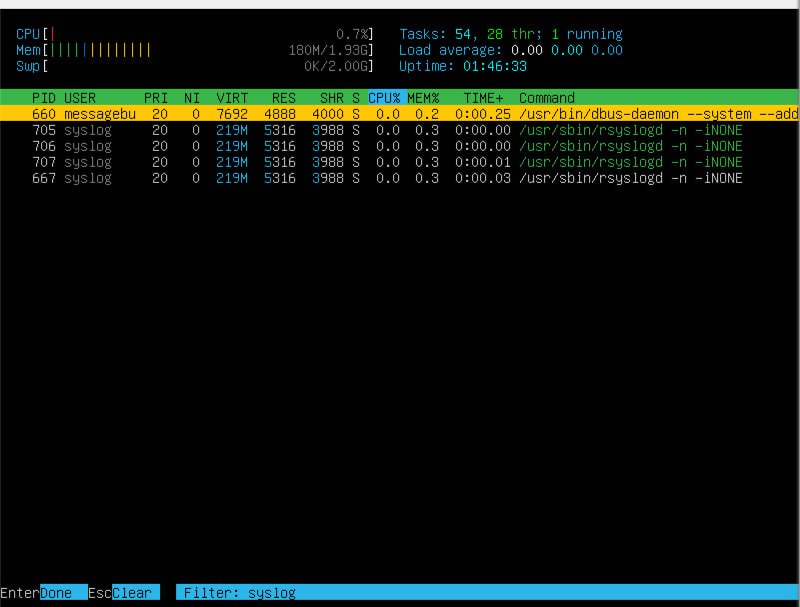 CPU[| 0.7%] Tasks: 54, 28 thr; 1 running
Mem[||||||||||||| 180M/1.93G] Load average: 0.00 0.00 0.00
Swp[ 0K/2.00G] Uptime: 01:46:33
PID USER PRI NI VIRT RES SHR S CPU% MEM% TIME+ Command
660 messagebu 20 0 7692 4888 4000 S 0.0 0.2 0:00.25 /usr/bin/dbus-daemon --system --add
705 syslog 20 0 219M 5316 3988 S 0.0 0.3 0:00.00 /usr/sbin/rsyslogd -n -iNONE
706 syslog 20 0 219M 5316 3988 S 0.0 0.3 0:00.00 /usr/sbin/rsyslogd -n -iNONE
707 syslog 20 0 219M 5316 3988 S 0.0 0.3 0:00.01 /usr/sbin/rsyslogd -n -iNONE
667 syslog 20 0 219M 5316 3988 S 0.0 0.3 0:00.03 /usr/sbin/rsyslogd -n -iNONE
EnterDone EscClear Filter: syslog